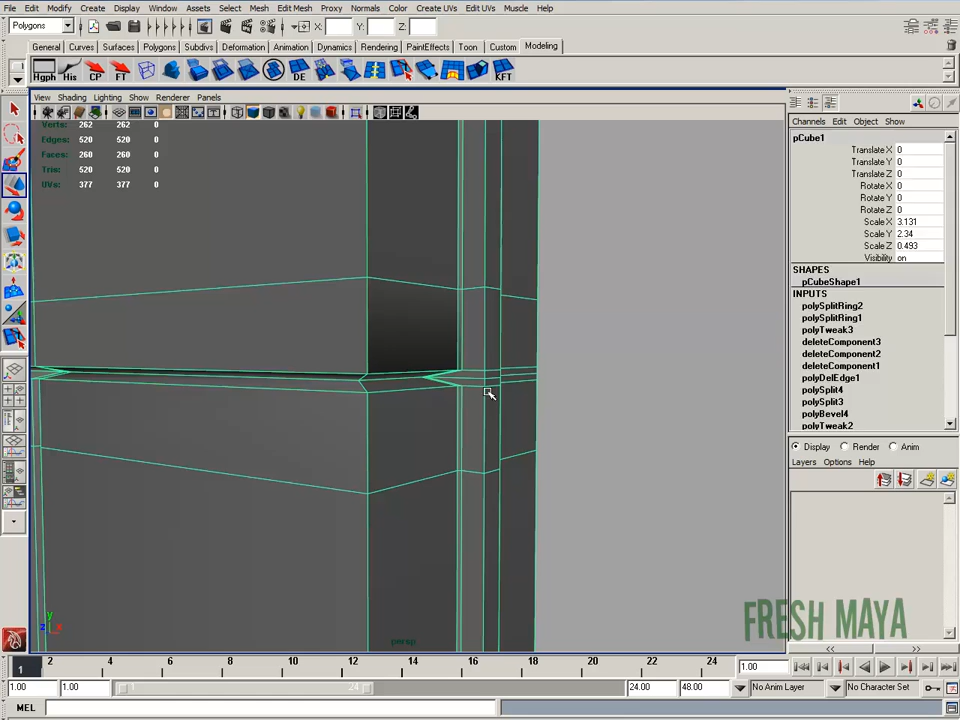 File Edit Modify Create Display Window Assets Select Mesh Edit Mesh Proxy Normals Color Create UVs Edit UVs Muscle Help
Polygons X: Y: Z:
General Curves Surfaces Polygons Subdivs Deformation Animation Dynamics Rendering PaintEffects Toon Custom Modeling
Hgph His CP FT DE KFT
View Shading Lighting Show Renderer Panels
Verts: 262 262 0
Edges: 520 520 0
Faces: 260 260 0
Tris: 520 520 0
UVs: 377 377 0
Channels Edit Object Show
pCube1
Translate X 0
Translate Y 0
Translate Z 0
Rotate X 0
Rotate Y 0
Rotate Z 0
Scale X 3.131
Scale Y 2.34
Scale Z 0.493
Visibility on
SHAPES
pCubeShape1
INPUTS
polySplitRing2
polySplitRing1
polyTweak3
deleteComponent3
deleteComponent2
deleteComponent1
polyDelEdge1
polySplit4
polySplit3
polyBevel4
polyTweak2
Display Render Anim
Layers Options Help
y
z x
persp
FRESH MAYA
1 2 4 6 8 10 12 14 16 18 20 22 24 1.00
1.00 1.00 24 24.00 48.00 No Anim Layer No Character Set
MEL